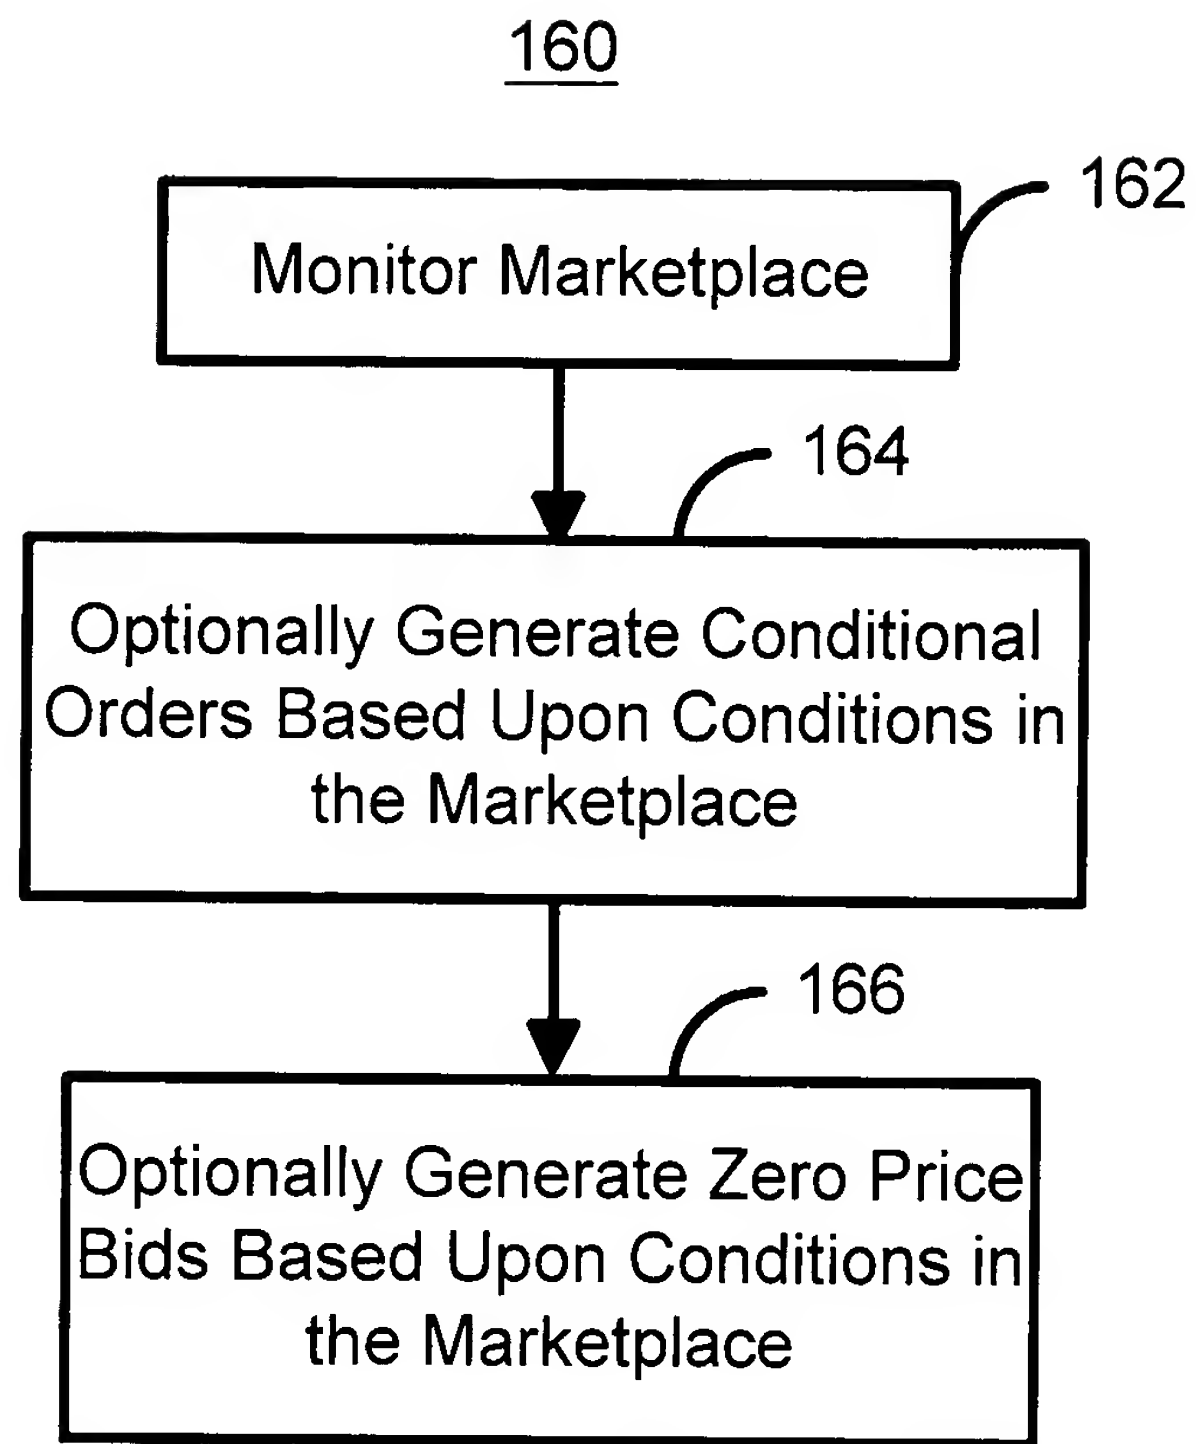 160
162
Monitor Marketplace
164
Optionally Generate Conditional
Orders Based Upon Conditions in
the Marketplace
166
Optionally Generate Zero Price
Bids Based Upon Conditions in
the Marketplace